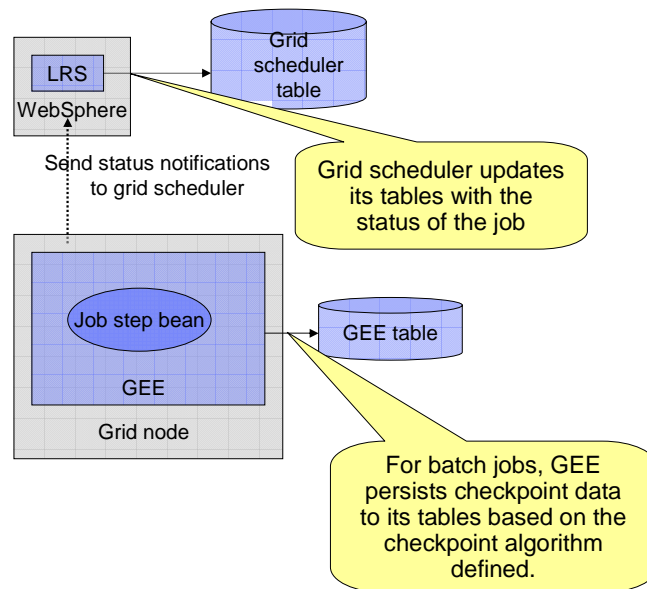 Grid
scheduler
table
LRS
WebSphere
Send status notifications
to grid scheduler
Grid scheduler updates
its tables with the
status of the job
Job step bean
GEE
Grid node
GEE table
For batch jobs, GEE
persists checkpoint data
to its tables based on the
checkpoint algorithm
defined.